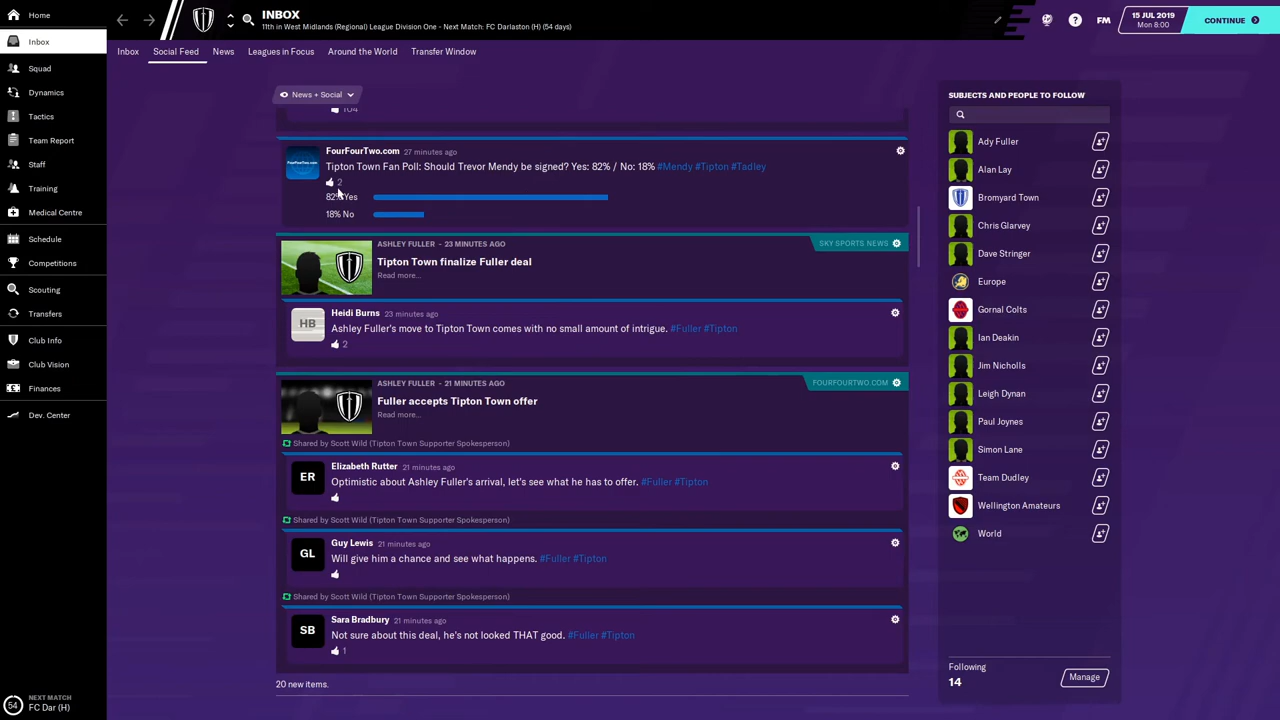 Home
Inbox
Squad
Dynamics
Tactics
Team Report
Staff
Training
Medical Centre
Schedule
Competitions
Scouting
Transfers
Club Info
Club Vision
Finances
Dev. Center
54
NEXT MATCH
FC Dar (H)
INBOX
11th in West Midlands (Regional) League Division One - Next Match: FC Darlaston (H) (54 days)
FM
15 JUL 2019
Mon 8:00
CONTINUE
Inbox
Social Feed
News
Leagues in Focus
Around the World
Transfer Window
News + Social
104
FourFourTwo.com
FourFourTwo.com 27 minutes ago
Tipton Town Fan Poll: Should Trevor Mendy be signed? Yes: 82% / No: 18% #Mendy #Tipton #Tadley
2
82% Yes
18% No
ASHLEY FULLER - 23 MINUTES AGO
SKY SPORTS NEWS
Tipton Town finalize Fuller deal
Read more...
HB
Heidi Burns 23 minutes ago
Ashley Fuller's move to Tipton Town comes with no small amount of intrigue. #Fuller #Tipton
2
ASHLEY FULLER - 21 MINUTES AGO
FOURFOURTWO.COM
Fuller accepts Tipton Town offer
Read more...
Shared by Scott Wild (Tipton Town Supporter Spokesperson)
ER
Elizabeth Rutter 21 minutes ago
Optimistic about Ashley Fuller's arrival, let's see what he has to offer. #Fuller #Tipton
Shared by Scott Wild (Tipton Town Supporter Spokesperson)
GL
Guy Lewis 21 minutes ago
Will give him a chance and see what happens. #Fuller #Tipton
Shared by Scott Wild (Tipton Town Supporter Spokesperson)
SB
Sara Bradbury 21 minutes ago
Not sure about this deal, he's not looked THAT good. #Fuller #Tipton
1
20 new items.
SUBJECTS AND PEOPLE TO FOLLOW
Ady Fuller
Alan Lay
Bromyard Town
Chris Glarvey
Dave Stringer
Europe
Gornal Colts
Ian Deakin
Jim Nicholls
Leigh Dynan
Paul Joynes
Simon Lane
Team Dudley
Wellington Amateurs
World
Following
14
Manage